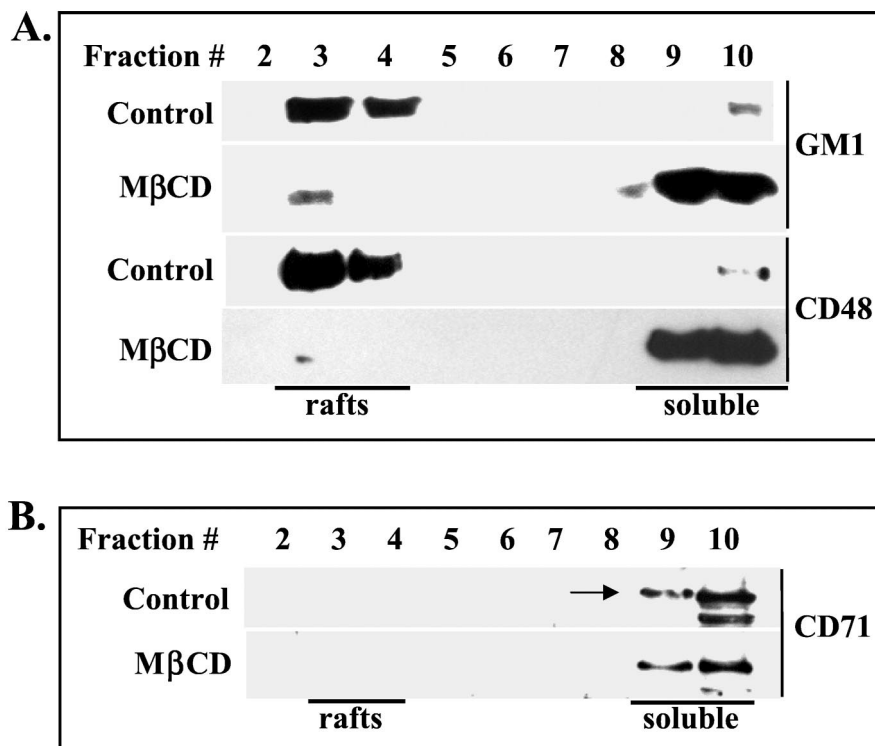 A.
Fraction # 2 3 4 5 6 7 8 9 10
Control
GM1
MβCD
Control
CD48
MβCD
rafts soluble
B.
Fraction # 2 3 4 5 6 7 8 9 10
Control
CD71
MβCD
rafts soluble